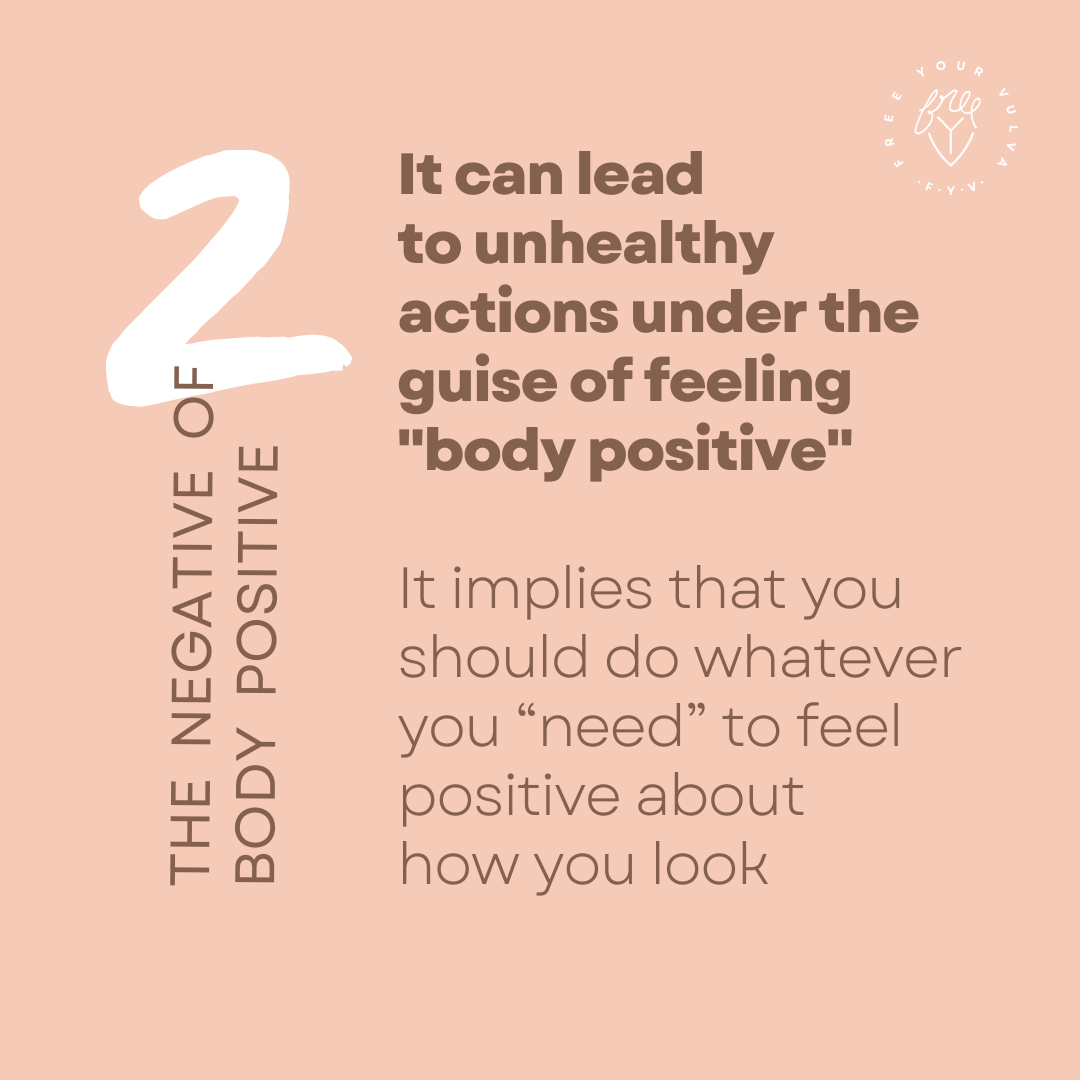 FREE YOUR VULVA
free
·F·Y·V·
2
THE NEGATIVE OF
BODY POSITIVE
It can lead
to unhealthy
actions under the
guise of feeling
"body positive"
It implies that you
should do whatever
you “need” to feel
positive about
how you look